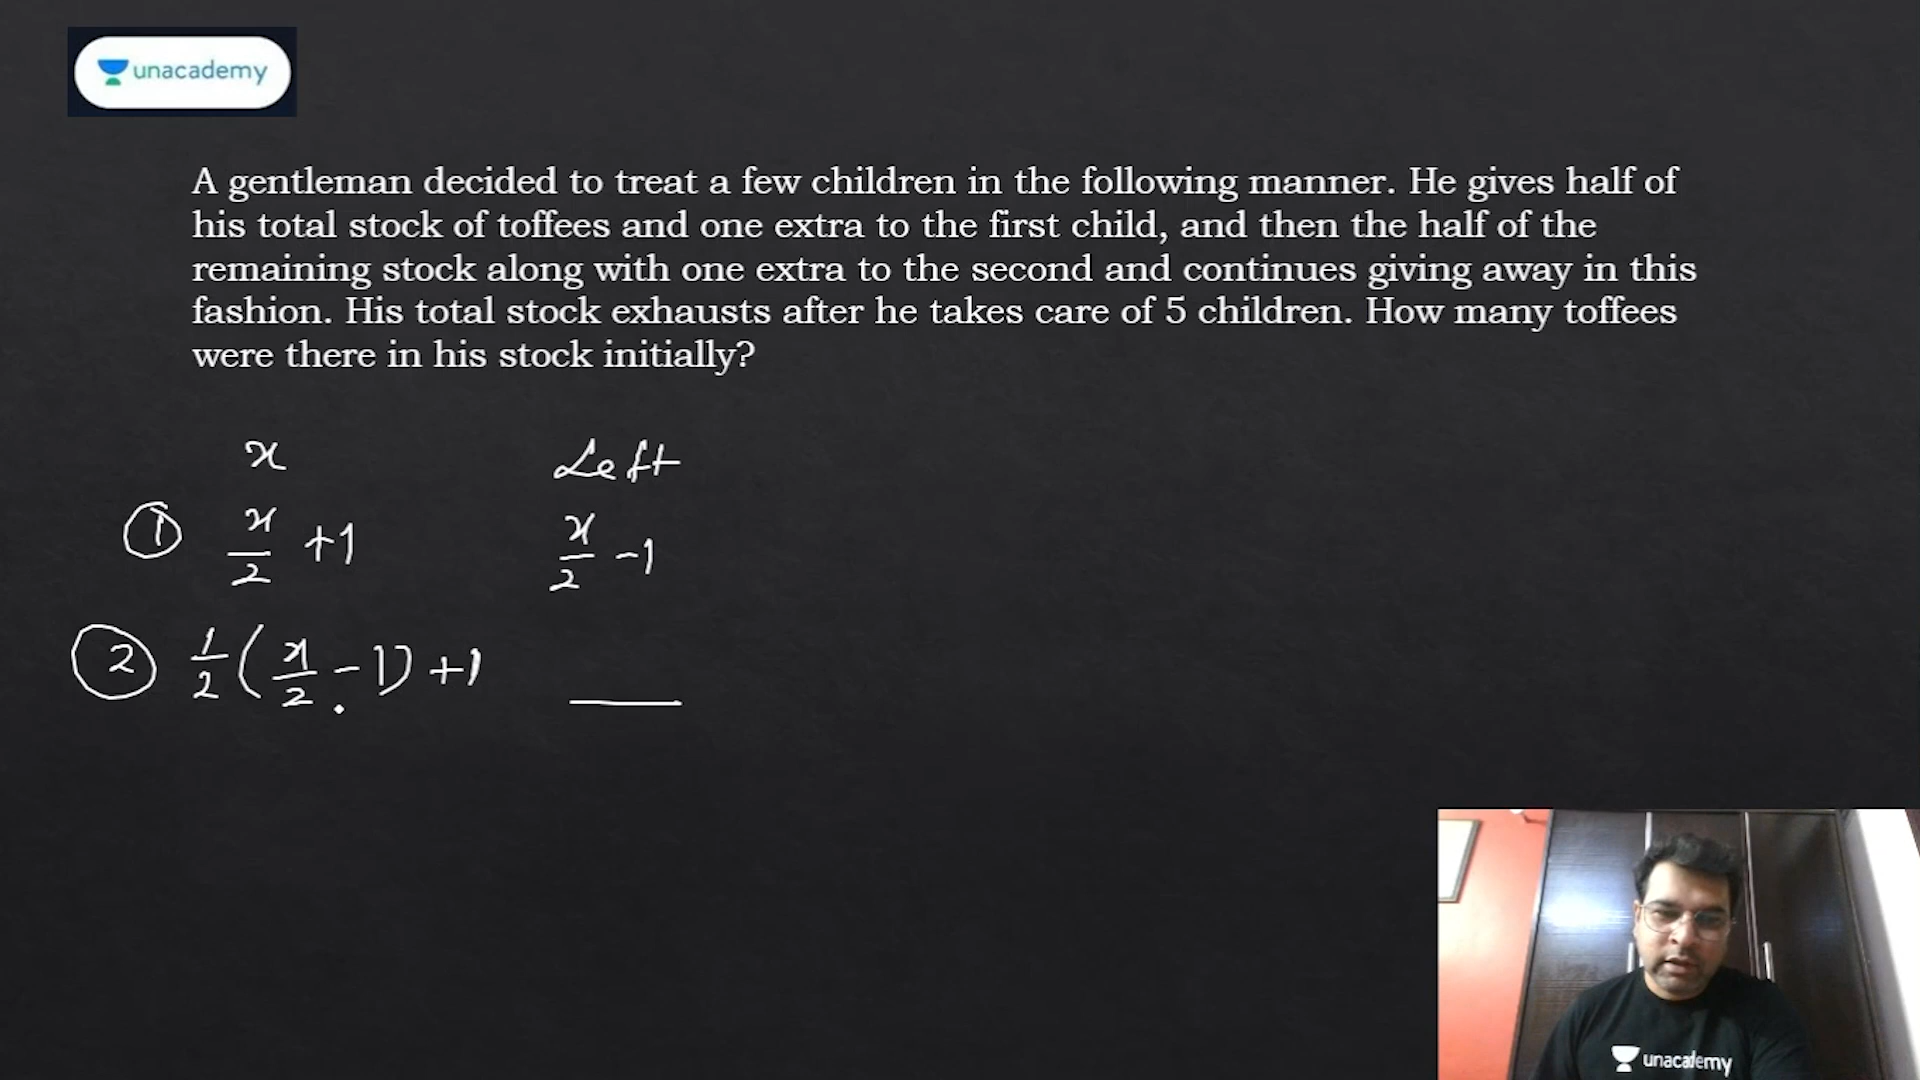 unacademy
A gentleman decided to treat a few children in the following manner. He gives half of
his total stock of toffees and one extra to the first child, and then the half of the
remaining stock along with one extra to the second and continues giving away in this
fashion. His total stock exhausts after he takes care of 5 children. How many toffees
were there in his stock initially?
x Left
① x/2 +1 x/2 -1
② 1/2 (x/2 - 1) +1
unacademy